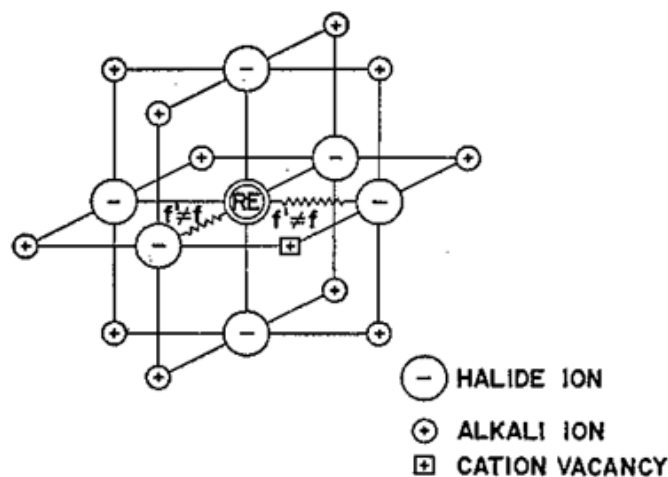 RE
f'≠f
f'≠f
HALIDE ION
ALKALI ION
CATION VACANCY